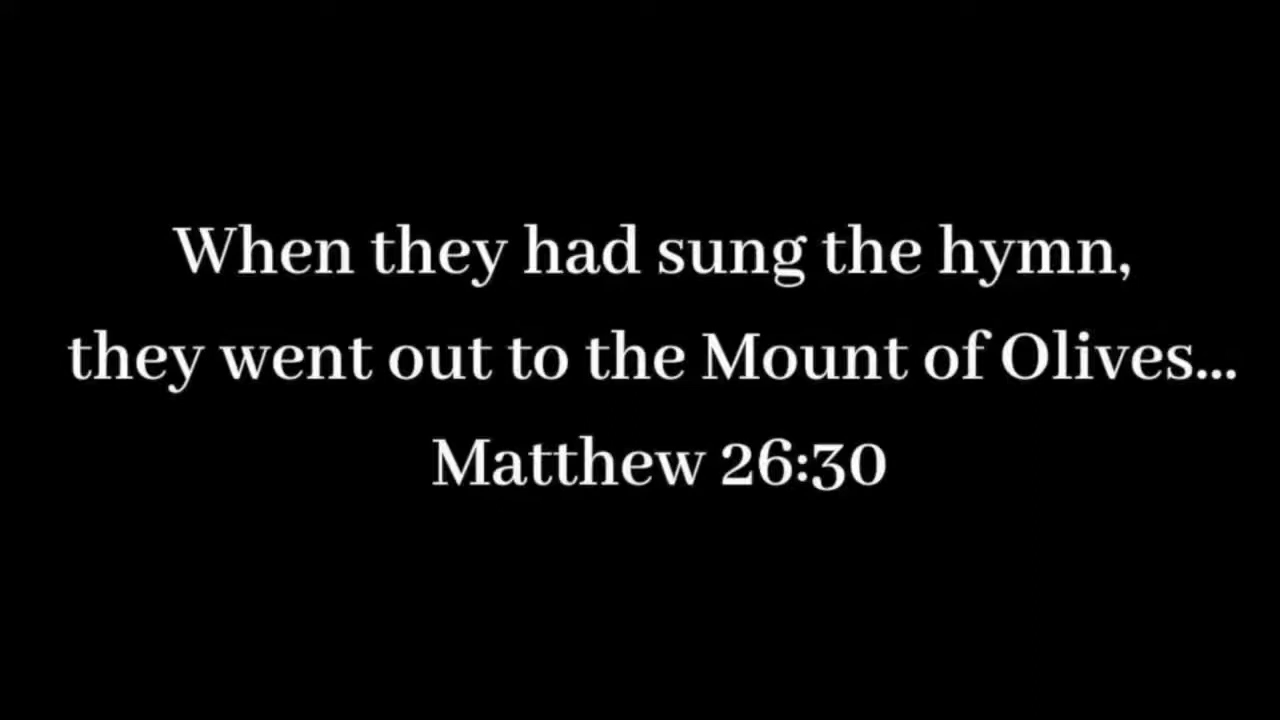 When they had sung the hymn,
they went out to the Mount of Olives...
Matthew 26:30